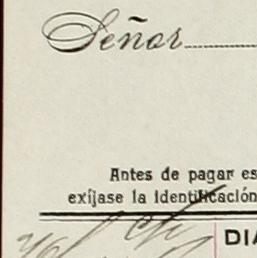 Señor
Antes de pagar es
exíjase la identificación
DIA